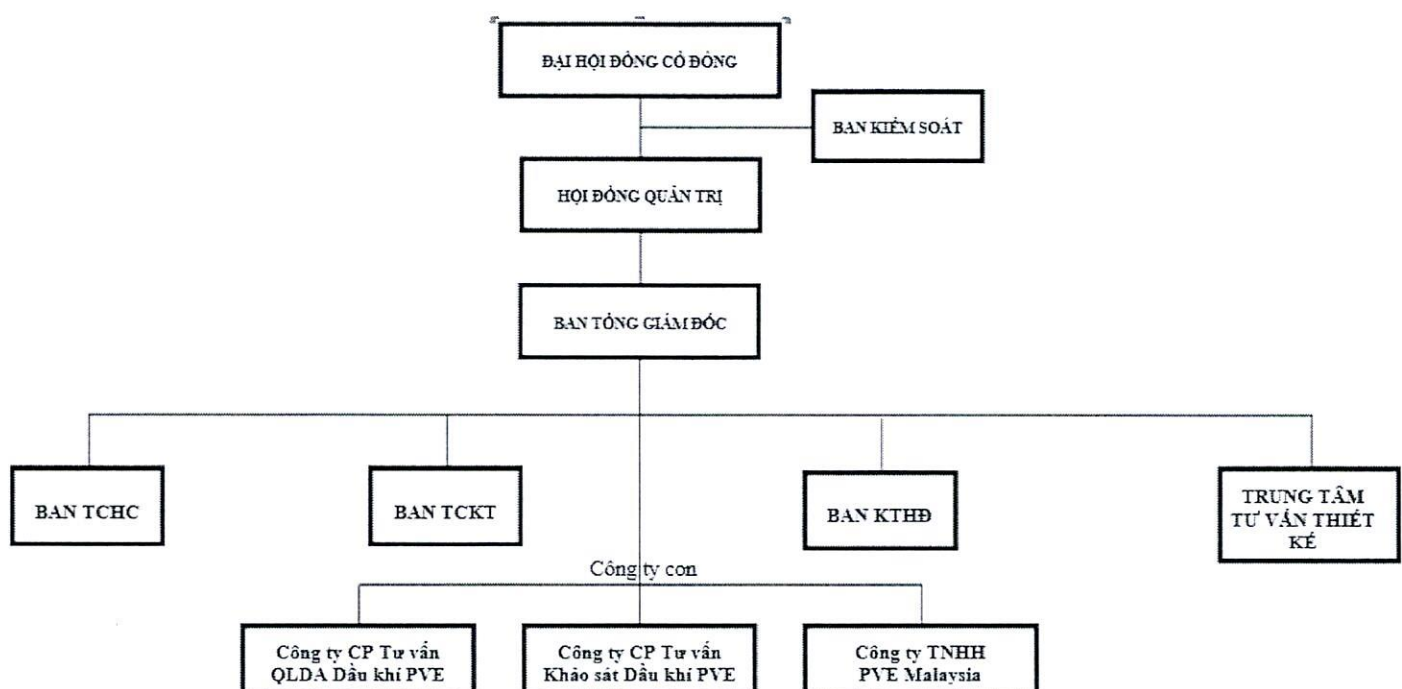 ĐẠI HỘI ĐỒNG CỔ ĐÔNG
BAN KIỂM SOÁT
HỘI ĐỒNG QUẢN TRỊ
BAN TỔNG GIÁM ĐỐC
BAN TCHC
BAN TCKT
BAN KTHĐ
TRUNG TÂM
TƯ VẤN THIẾT
KẾ
Công ty con
Công ty CP Tư vấn
QLDA Dầu khí PVE
Công ty CP Tư vấn
Khảo sát Dầu khí PVE
Công ty TNHH
PVE Malaysia